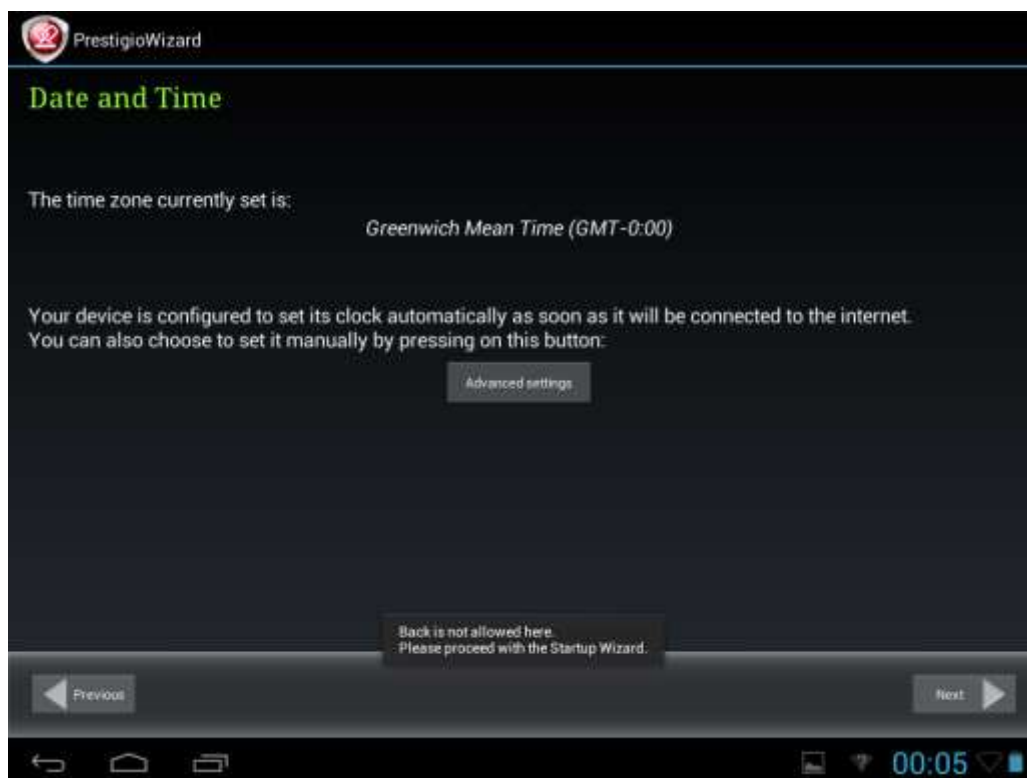 PrestigioWizard
Date and Time
The time zone currently set is:
Greenwich Mean Time (GMT-0:00)
Your device is configured to set its clock automatically as soon as it will be connected to the internet.
You can also choose to set it manually by pressing on this button:
Advanced settings
Back is not allowed here.
Please proceed with the Startup Wizard.
Previous
Next
00:05